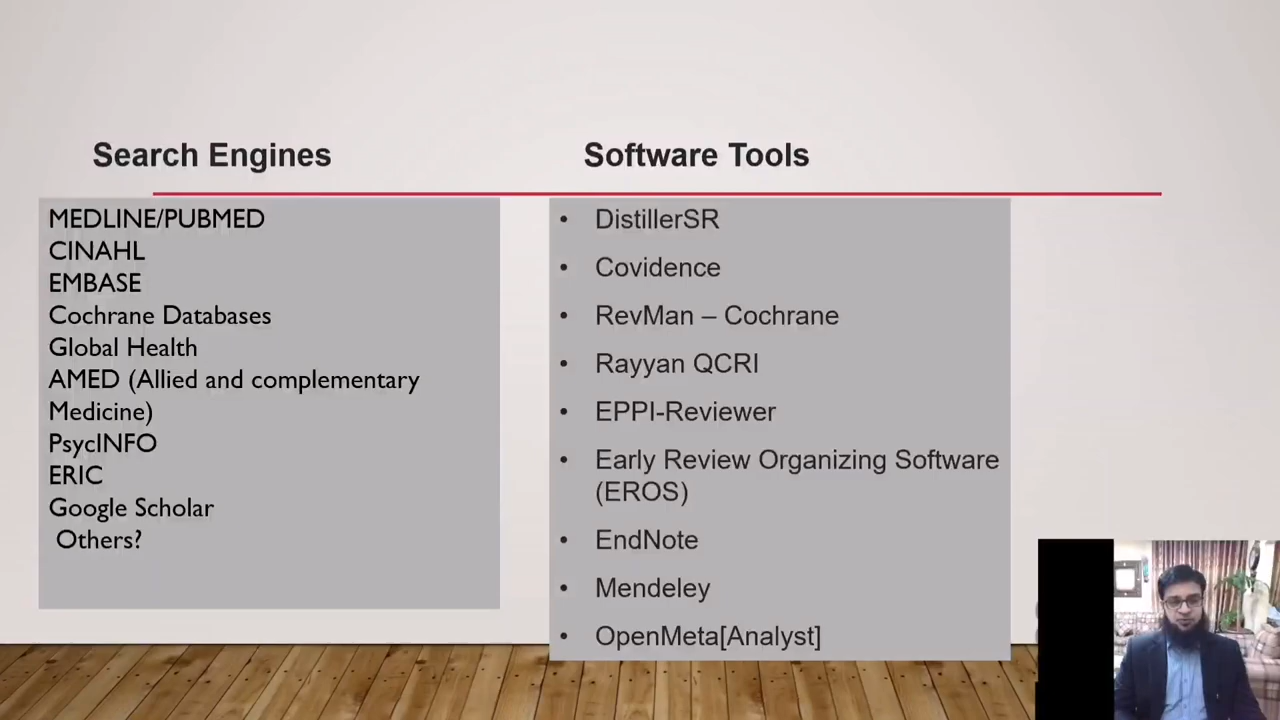 Search Engines
Software Tools
MEDLINE/PUBMED
CINAHL
EMBASE
Cochrane Databases
Global Health
AMED (Allied and complementary
Medicine)
PsycINFO
ERIC
Google Scholar
Others?
• DistillerSR
• Covidence
• RevMan – Cochrane
• Rayyan QCRI
• EPPI-Reviewer
• Early Review Organizing Software
(EROS)
• EndNote
• Mendeley
• OpenMeta[Analyst]